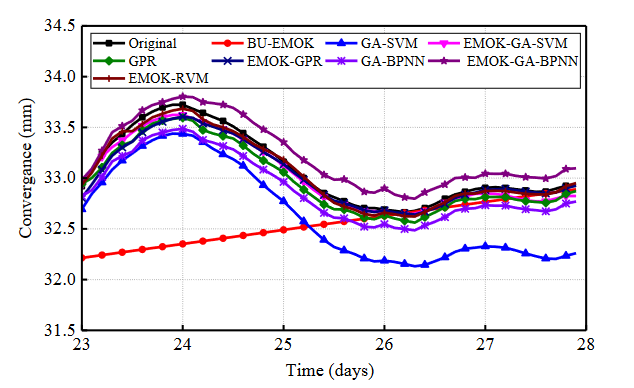 34.5
34.0
33.5
33.0
32.5
32.0
31.5
Convergance (mm)
Original BU-EMOK GA-SVM EMOK-GA-SVM
GPR EMOK-GPR GA-BPNN EMOK-GA-BPNN
EMOK-RVM
23 24 25 26 27 28
Time (days)